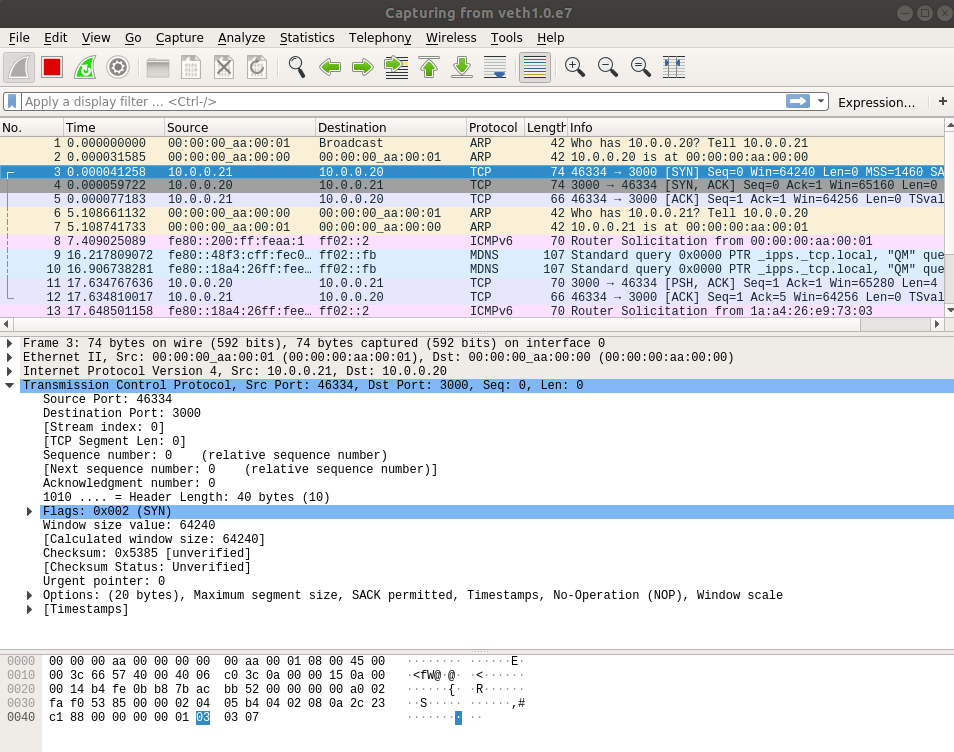 Capturing from veth1.0.e7
File Edit View Go Capture Analyze Statistics Telephony Wireless Tools Help
Apply a display filter ... <Ctrl-/> Expression... +
No. Time Source Destination Protocol Length Info
1 0.000000000 00:00:00_aa:00:01 Broadcast ARP 42 Who has 10.0.0.20? Tell 10.0.0.21
2 0.000031585 00:00:00_aa:00:00 00:00:00_aa:00:01 ARP 42 10.0.0.20 is at 00:00:00:aa:00:00
3 0.000041258 10.0.0.21 10.0.0.20 TCP 74 46334 → 3000 [SYN] Seq=0 Win=64240 Len=0 MSS=1460 SA
4 0.000059722 10.0.0.20 10.0.0.21 TCP 74 3000 → 46334 [SYN, ACK] Seq=0 Ack=1 Win=65160 Len=0
5 0.000077183 10.0.0.21 10.0.0.20 TCP 66 46334 → 3000 [ACK] Seq=1 Ack=1 Win=64256 Len=0 TSval
6 5.108661132 00:00:00_aa:00:00 00:00:00_aa:00:01 ARP 42 Who has 10.0.0.21? Tell 10.0.0.20
7 5.108741733 00:00:00_aa:00:01 00:00:00_aa:00:00 ARP 42 10.0.0.21 is at 00:00:00:aa:00:01
8 7.409025089 fe80::200:ff:feaa:1 ff02::2 ICMPv6 70 Router Solicitation from 00:00:00:aa:00:01
9 16.217809072 fe80::48f3:cff:fec0… ff02::fb MDNS 107 Standard query 0x0000 PTR _ipps._tcp.local, "QM" que
10 16.906738281 fe80::18a4:26ff:fee… ff02::fb MDNS 107 Standard query 0x0000 PTR _ipps._tcp.local, "QM" que
11 17.634767636 10.0.0.20 10.0.0.21 TCP 70 3000 → 46334 [PSH, ACK] Seq=1 Ack=1 Win=65280 Len=4
12 17.634810017 10.0.0.21 10.0.0.20 TCP 66 46334 → 3000 [ACK] Seq=1 Ack=5 Win=64256 Len=0 TSval
13 17.648501158 fe80::18a4:26ff:fee… ff02::2 ICMPv6 70 Router Solicitation from 1a:a4:26:e9:73:03
Frame 3: 74 bytes on wire (592 bits), 74 bytes captured (592 bits) on interface 0
Ethernet II, Src: 00:00:00_aa:00:01 (00:00:00:aa:00:01), Dst: 00:00:00_aa:00:00 (00:00:00:aa:00:00)
Internet Protocol Version 4, Src: 10.0.0.21, Dst: 10.0.0.20
Transmission Control Protocol, Src Port: 46334, Dst Port: 3000, Seq: 0, Len: 0
Source Port: 46334
Destination Port: 3000
[Stream index: 0]
[TCP Segment Len: 0]
Sequence number: 0 (relative sequence number)
[Next sequence number: 0 (relative sequence number)]
Acknowledgment number: 0
1010 .... = Header Length: 40 bytes (10)
Flags: 0x002 (SYN)
Window size value: 64240
[Calculated window size: 64240]
Checksum: 0x5385 [unverified]
[Checksum Status: Unverified]
Urgent pointer: 0
Options: (20 bytes), Maximum segment size, SACK permitted, Timestamps, No-Operation (NOP), Window scale
[Timestamps]
0000 00 00 00 aa 00 00 00 00 00 aa 00 01 08 00 45 00 ········ ······E·
0010 00 3c 66 57 40 00 40 06 c0 3c 0a 00 00 15 0a 00 ·<fW@·@· ·<······
0020 00 14 b4 fe 0b b8 7b ac bb 52 00 00 00 00 a0 02 ······{· ·R······
0030 fa f0 53 85 00 00 02 04 05 b4 04 02 08 0a 2c 23 ··S····· ······,#
0040 c1 88 00 00 00 00 01 03 03 07 ········ ··